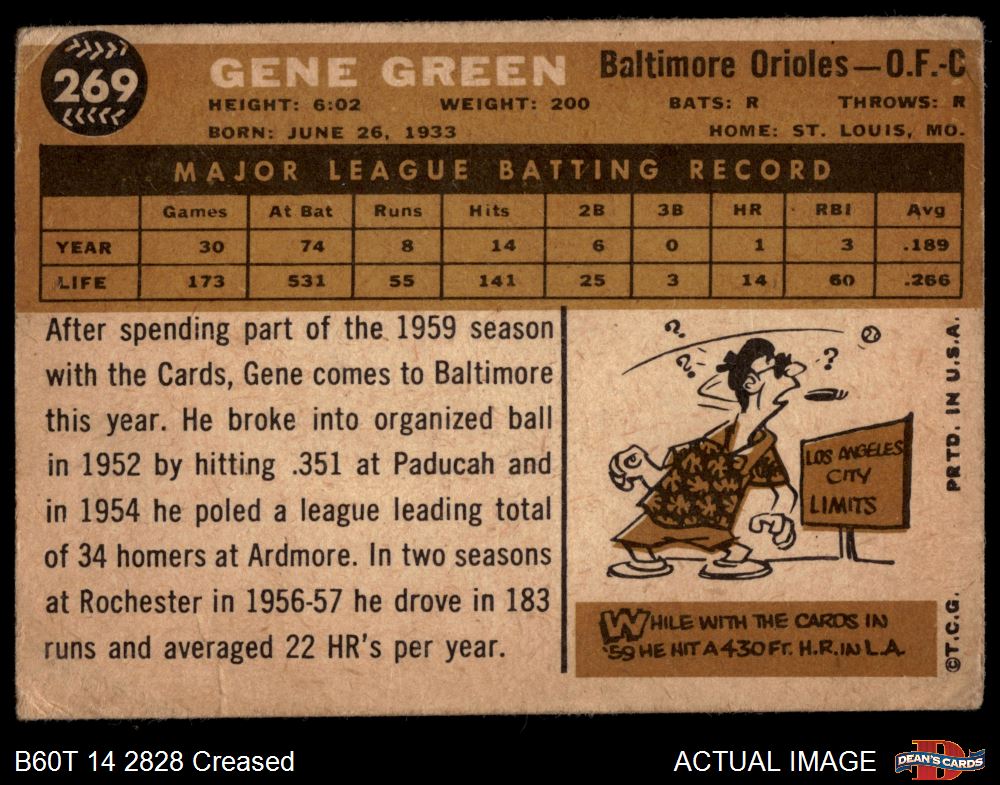 269
GENE GREEN Baltimore Orioles—O.F.-C
HEIGHT: 6:02 WEIGHT: 200 BATS: R THROWS: R
BORN: JUNE 26, 1933 HOME: ST. LOUIS, MO.
MAJOR LEAGUE BATTING RECORD
Games At Bat Runs Hits 2B 3B HR RBI Avg
YEAR 30 74 8 14 6 0 1 3 .189
LIFE 173 531 55 141 25 3 14 60 .266
After spending part of the 1959 season
with the Cards, Gene comes to Baltimore
this year. He broke into organized ball
in 1952 by hitting .351 at Paducah and
in 1954 he poled a league leading total
of 34 homers at Ardmore. In two seasons
at Rochester in 1956-57 he drove in 183
runs and averaged 22 HR's per year.
? ? ?
LOS ANGELES
CITY
LIMITS
WHILE WITH THE CARDS IN
'59 HE HIT A 430 FT. H.R. IN L.A.
©T.C.G. PRTD. IN U.S.A.
B60T 14 2828 Creased ACTUAL IMAGE
D
DEAN'S CARDS